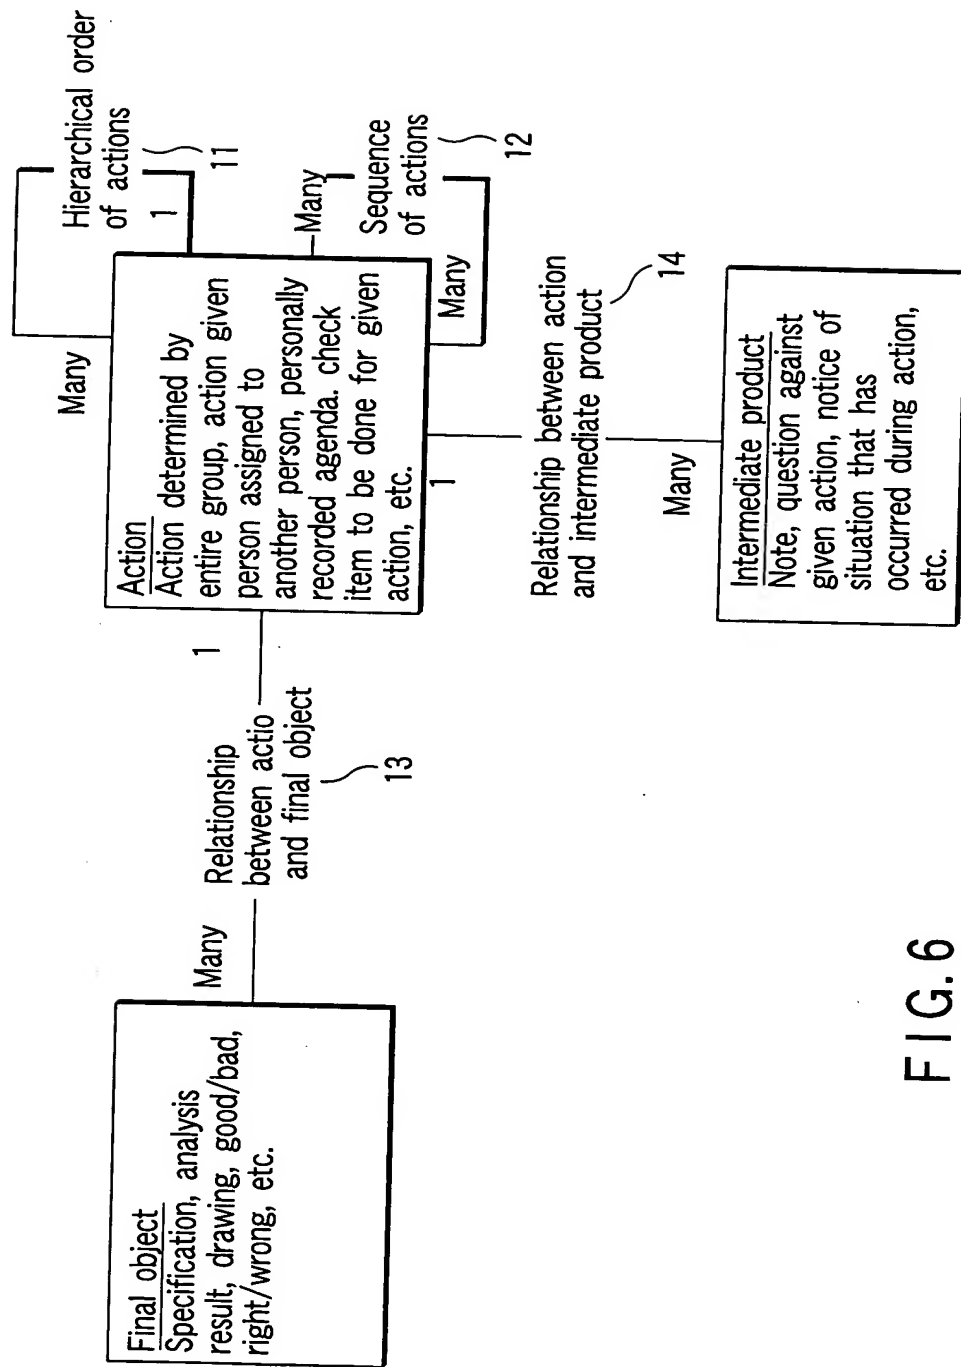 Final object
Specification, analysis
result, drawing, good/bad,
right/wrong, etc.
Many
Relationship
between actio
and final object
13
1
Action
Action determined by
entire group, action given
person assigned to
another person, personally
recorded agenda. check
item to be done for given
action, etc.
Many
Hierarchical order
of actions
11
1
Many
Sequence
of actions
12
Many
1
Relationship between action
and intermediate product
14
Many
Intermediate product
Note, question against
given action, notice of
situation that has
occurred during action,
etc.
FIG. 6